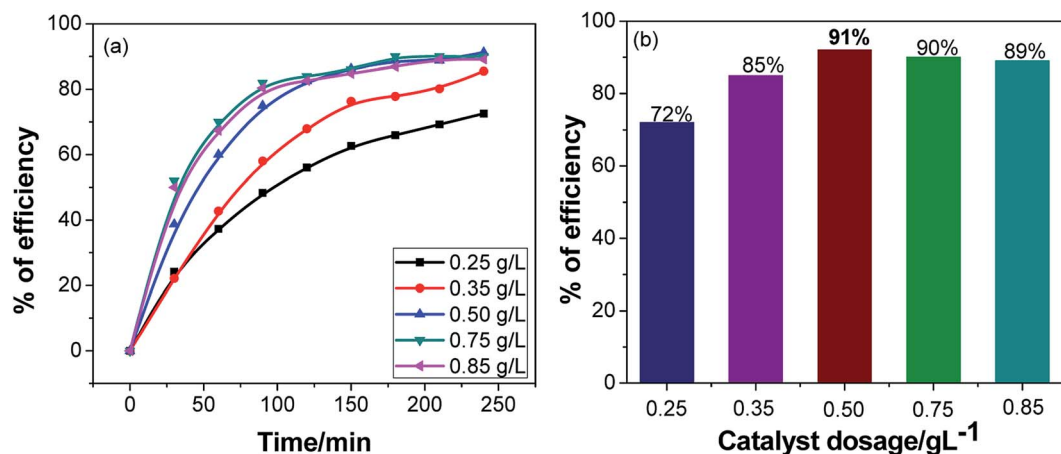 (a)
% of efficiency
100
80
60
40
20
0
0.25 g/L
0.35 g/L
0.50 g/L
0.75 g/L
0.85 g/L
0 50 100 150 200 250
Time/min
(b)
% of efficiency
100
80
60
40
20
0
72% 85% 91% 90% 89%
0.25 0.35 0.50 0.75 0.85
Catalyst dosage/gL-1